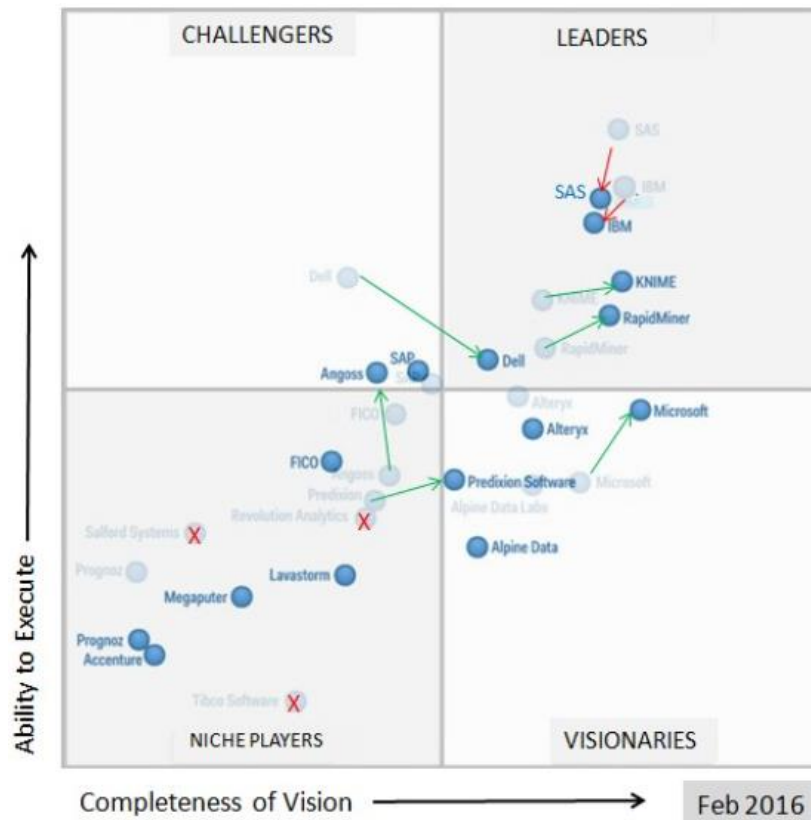 CHALLENGERS
LEADERS
SAS
SAS
IBM
IBM
Dell
KNIME
KNIME
RapidMiner
RapidMiner
Dell
SAP
Angoss
Alteryx
Microsoft
FICO
Alteryx
FICO
Angoss
Predixion Software
Microsoft
Predixion
Alpine Data Labs
Revolution Analytics
X
Salford Systems
X
Alpine Data
Prognoz
Lavastorm
Megaputer
Prognoz
Accenture
Tibco Software
X
NICHE PLAYERS
VISIONARIES
Ability to Execute
Completeness of Vision
Feb 2016